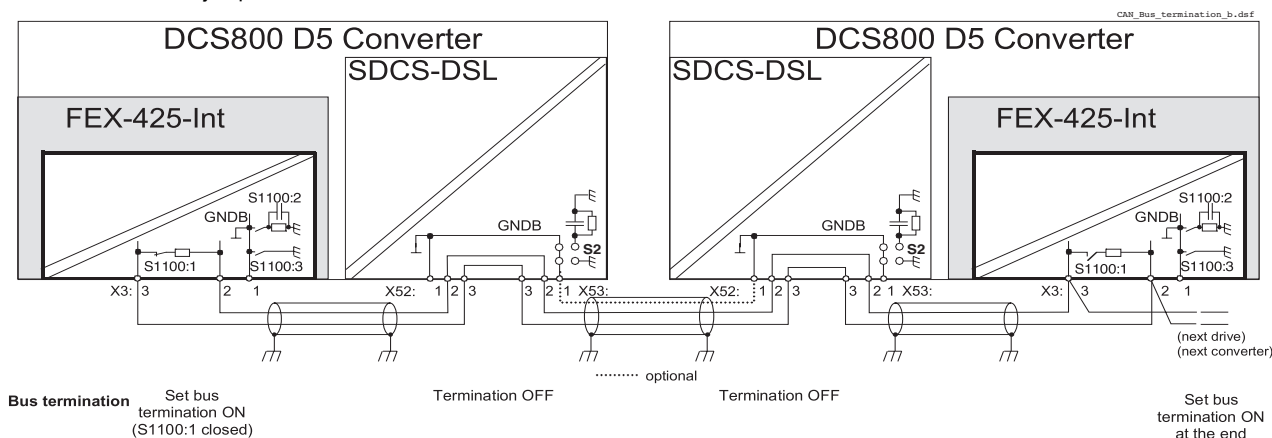 CAN_Bus_termination_b.dsf
DCS800 D5 Converter
DCS800 D5 Converter
SDCS-DSL
SDCS-DSL
FEX-425-Int
FEX-425-Int
S1100:2
GNDB
S1100:1
S1100:3
GNDB
S2
GNDB
S2
S1100:2
GNDB
S1100:1
S1100:3
X3: 3 2 1 X52: 1 2 3 3 2 1 X53: X52: 1 2 3 3 2 1 X53: X3: 3 2 1
(next drive)
(next converter)
optional
Bus termination
Set bus
termination ON
(S1100:1 closed)
Termination OFF
Termination OFF
Set bus
termination ON
at the end